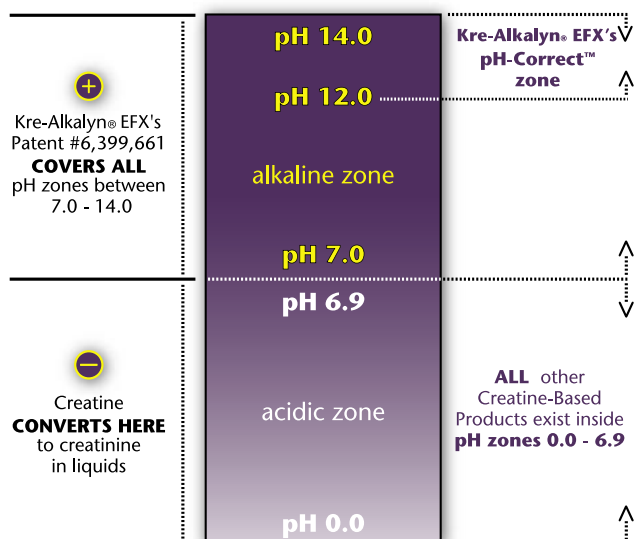 pH 14.0
Kre-Alkalyn® EFX's
pH-Correct™
zone
+
pH 12.0
Kre-Alkalyn® EFX's
Patent #6,399,661
COVERS ALL
pH zones between
7.0 - 14.0
alkaline zone
pH 7.0
pH 6.9
–
Creatine
CONVERTS HERE
to creatinine
in liquids
acidic zone
ALL other
Creatine-Based
Products exist inside
pH zones 0.0 - 6.9
pH 0.0